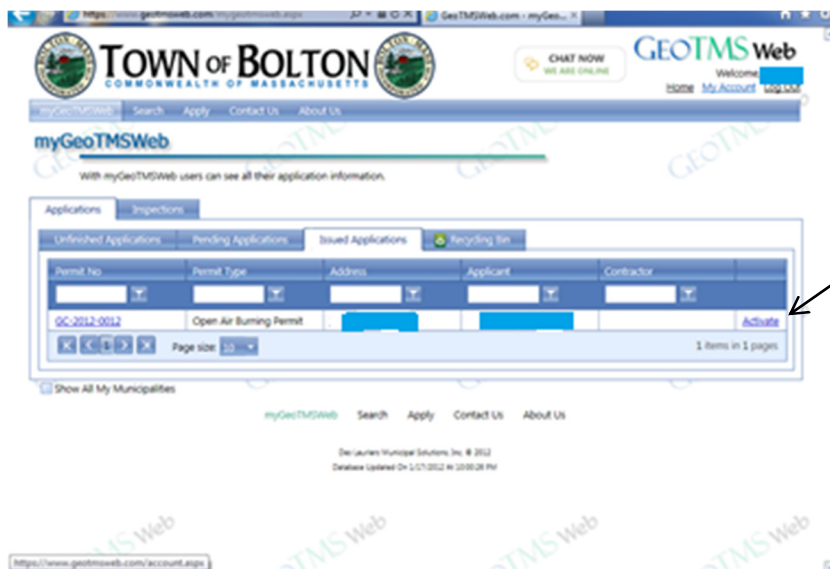 https://www.geotmsweb.com/mygeotmsweb.aspx
GeoTMSWeb.com - myGeo...
TOWN OF BOLTON
COMMONWEALTH OF MASSACHUSETTS
CHAT NOW
WE ARE ONLINE
GEOTMS Web
Welcome
Home My Account Log Out
myGeoTMSWeb Search Apply Contact Us About Us
myGeoTMSWeb
With myGeoTMSWeb users can see all their application information.
Applications Inspections
Unfinished Applications Pending Applications Issued Applications Recycling Bin
Permit No Permit Type Address Applicant Contractor
GC-2012-0012 Open Air Burning Permit Activate
1 Page size: 10 1 items in 1 pages
Show All My Municipalities
myGeoTMSWeb Search Apply Contact Us About Us
Des Lauriers Municipal Solutions, Inc. © 2012
Database Updated On 1/17/2012 At 10:00:28 PM
https://www.geotmsweb.com/account.aspx